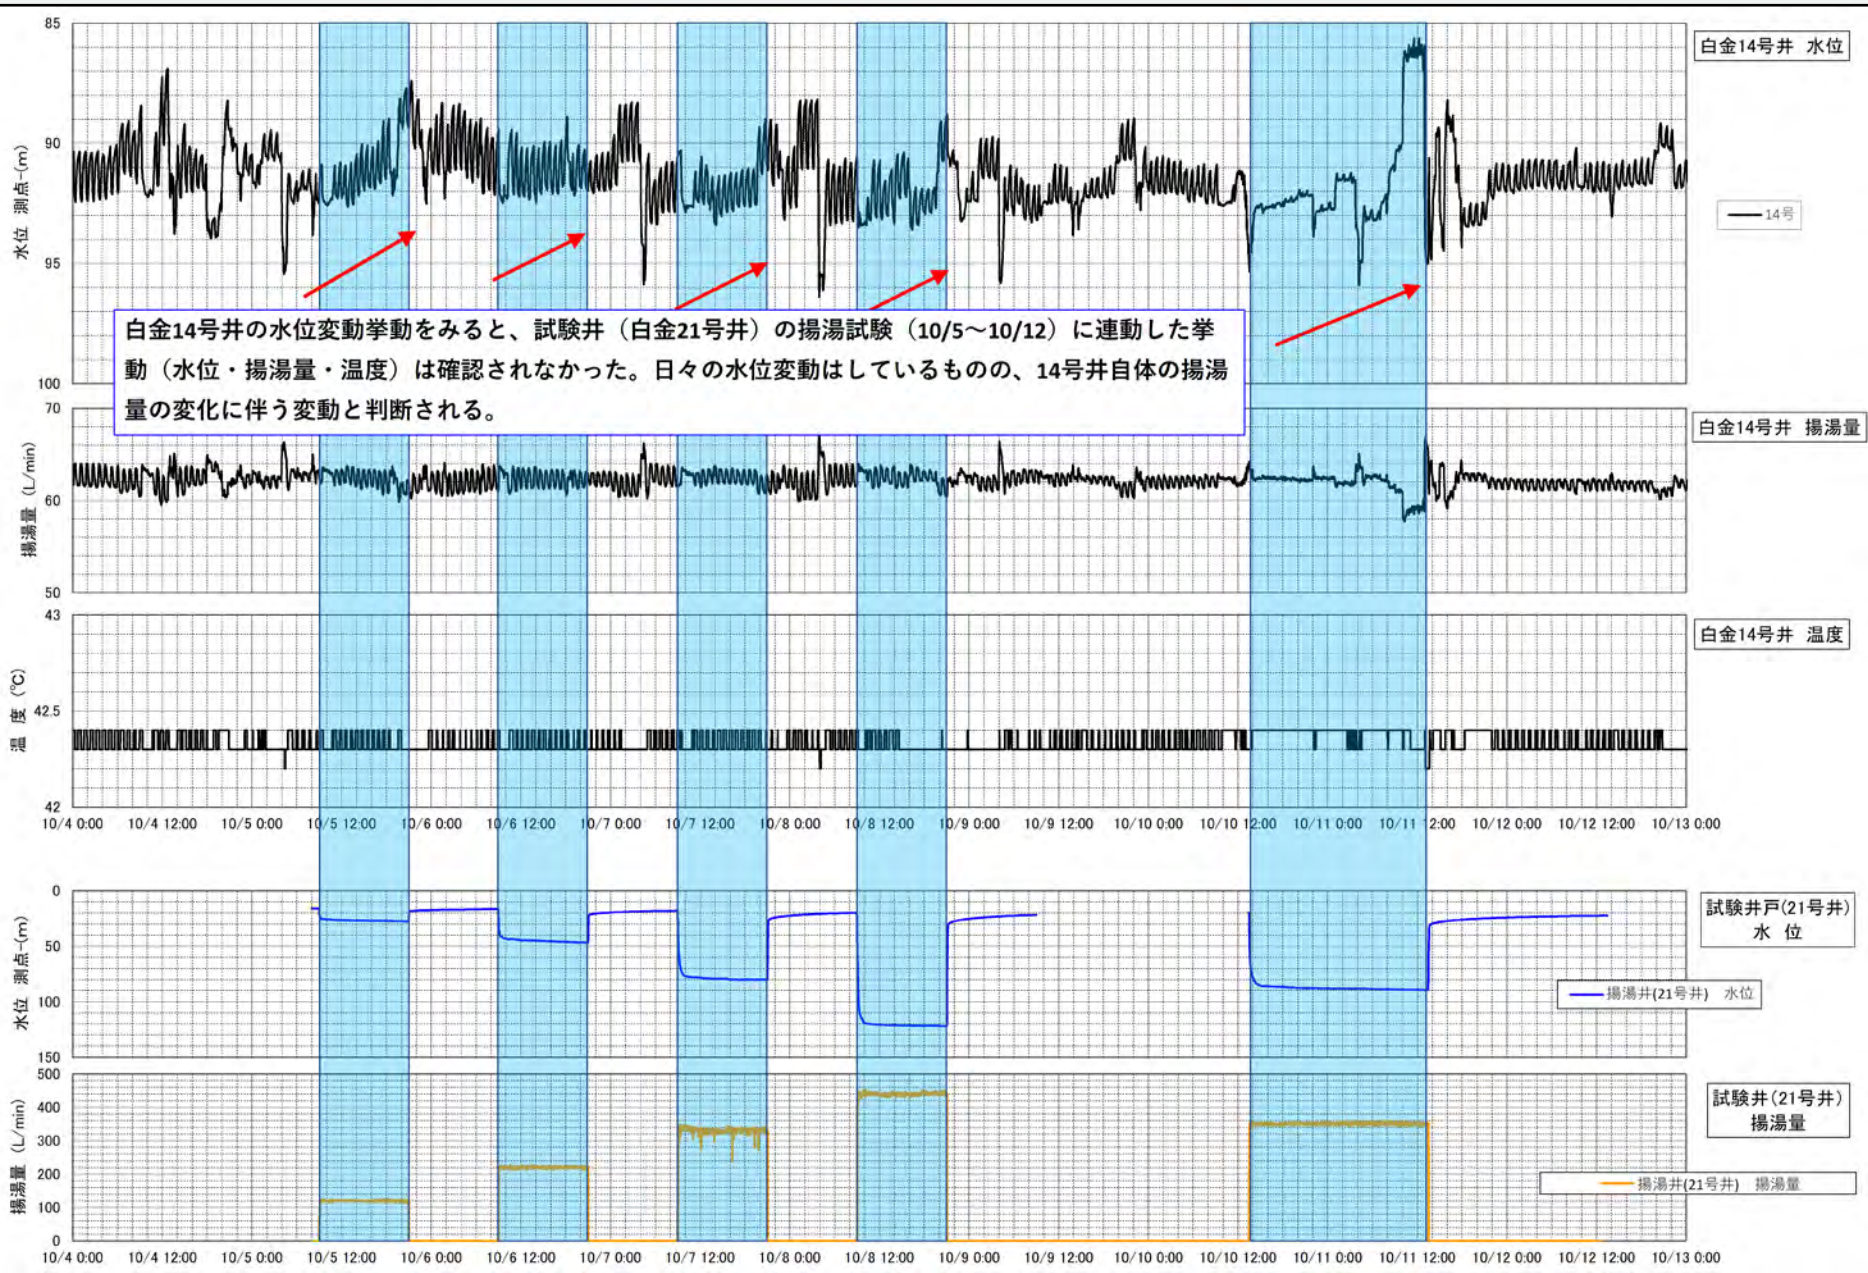 白金14号井 水位
85
90
95
100
水位 測点-(m)
14号
白金14号井の水位変動挙動をみると、試験井（白金21号井）の揚湯試験（10/5～10/12）に連動した挙
動（水位・揚湯量・温度）は確認されなかった。日々の水位変動はしているものの、14号井自体の揚湯
量の変化に伴う変動と判断される。
白金14号井 揚湯量
70
60
50
揚湯量 (L/min)
白金14号井 温度
43
42.5
42
温 度 (℃)
10/4 0:00 10/4 12:00 10/5 0:00 10/5 12:00 10/6 0:00 10/6 12:00 10/7 0:00 10/7 12:00 10/8 0:00 10/8 12:00 10/9 0:00 10/9 12:00 10/10 0:00 10/10 12:00 10/11 0:00 10/11 12:00 10/12 0:00 10/12 12:00 10/13 0:00
試験井戸(21号井)
水 位
0
50
100
150
水位 測点-(m)
揚湯井(21号井) 水位
試験井(21号井)
揚湯量
500
400
300
200
100
0
揚湯量 (L/min)
揚湯井(21号井) 揚湯量
10/4 0:00 10/4 12:00 10/5 0:00 10/5 12:00 10/6 0:00 10/6 12:00 10/7 0:00 10/7 12:00 10/8 0:00 10/8 12:00 10/9 0:00 10/9 12:00 10/10 0:00 10/10 12:00 10/11 0:00 10/11 12:00 10/12 0:00 10/12 12:00 10/13 0:00